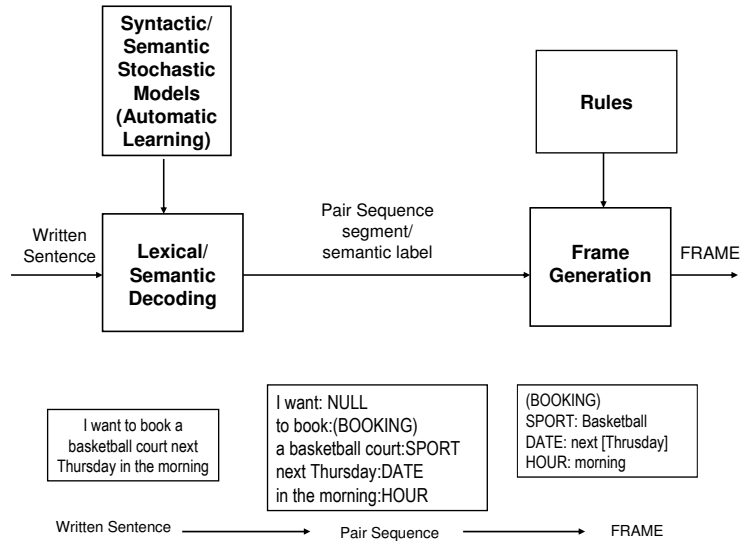 Syntactic/
Semantic
Stochastic
Models
(Automatic
Learning)
Rules
Written
Sentence
Lexical/
Semantic
Decoding
Pair Sequence
segment/
semantic label
Frame
Generation
FRAME
I want to book a
basketball court next
Thursday in the morning
I want: NULL
to book:(BOOKING)
a basketball court:SPORT
next Thursday:DATE
in the morning:HOUR
(BOOKING)
SPORT: Basketball
DATE: next [Thrusday]
HOUR: morning
Written Sentence
Pair Sequence
FRAME